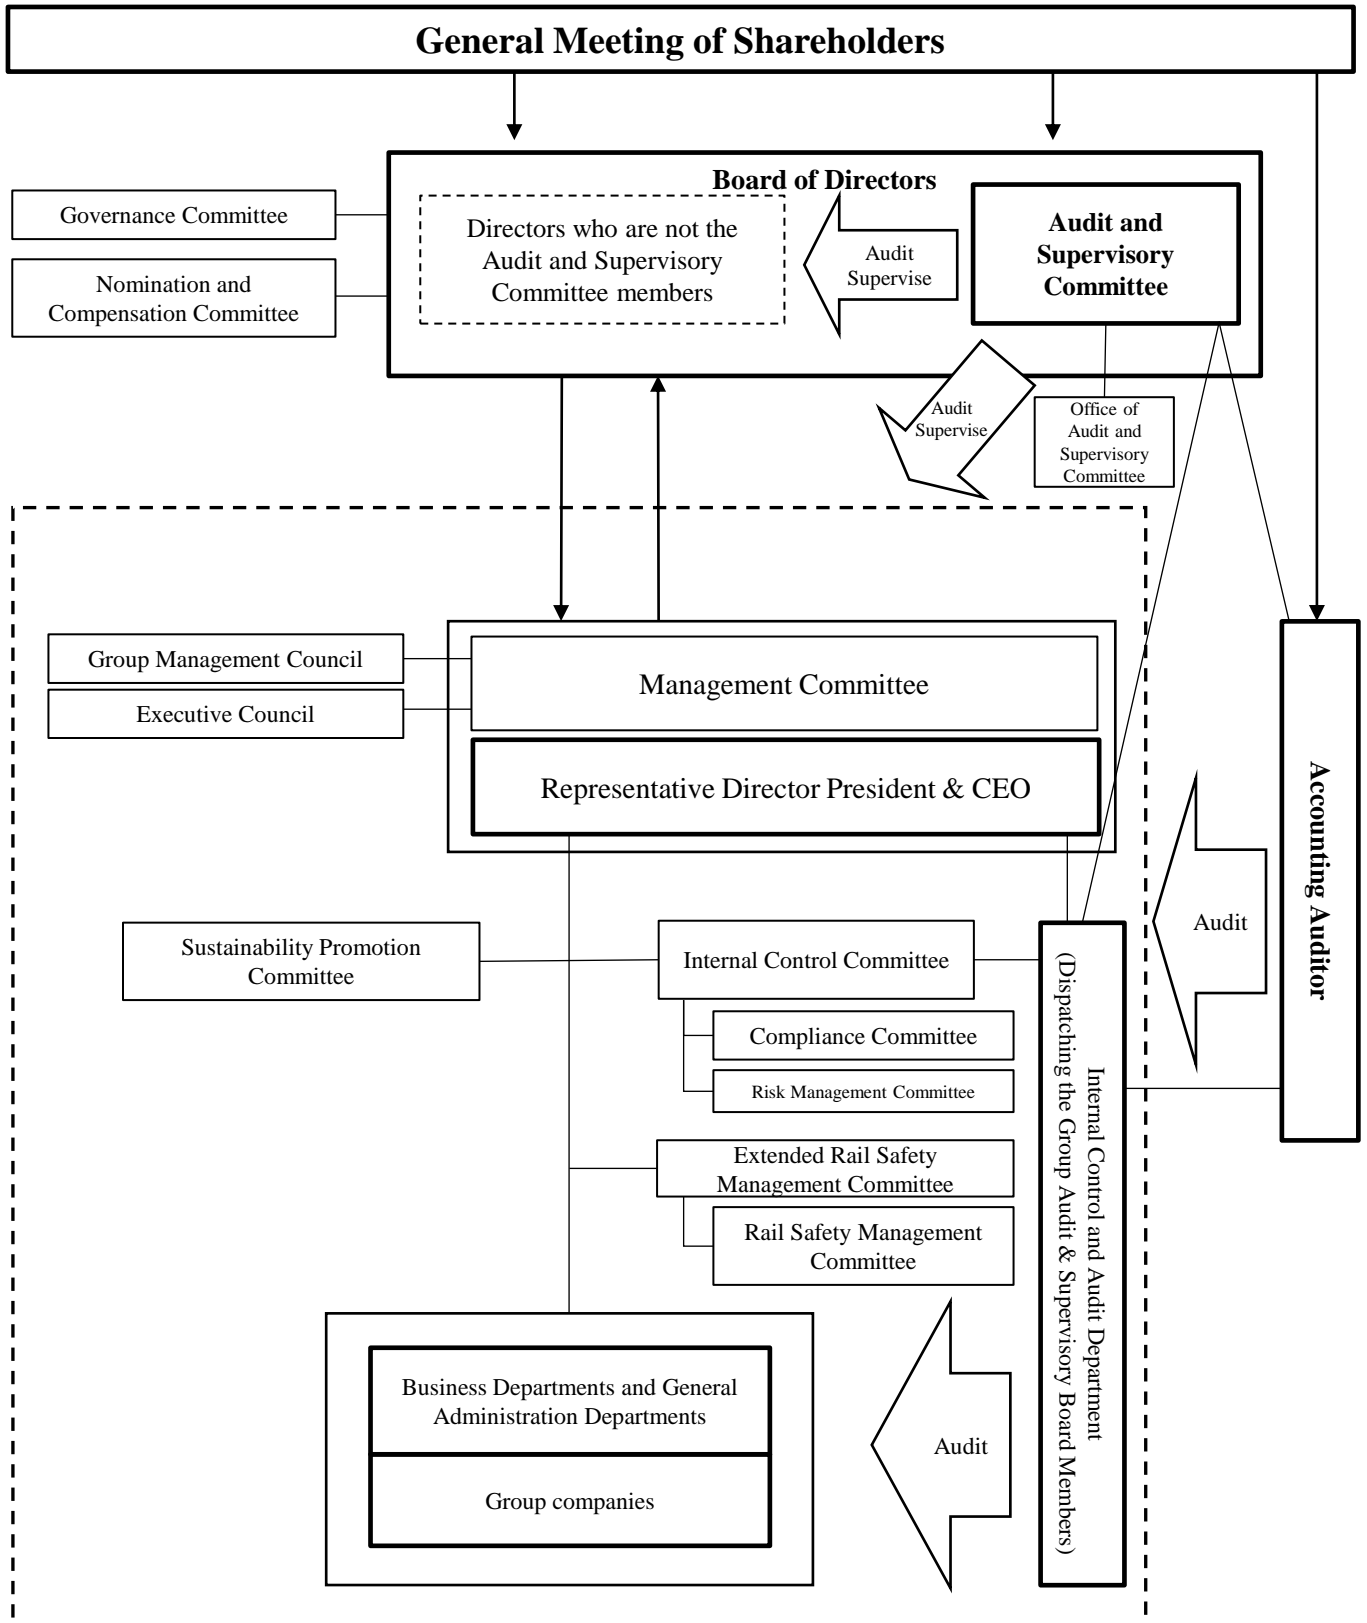 General Meeting of Shareholders
Board of Directors
Governance Committee
Nomination and
Compensation Committee
Directors who are not the
Audit and Supervisory
Committee members
Audit
Supervise
Audit and
Supervisory
Committee
Audit
Supervise
Office of
Audit and
Supervisory
Committee
Group Management Council
Executive Council
Management Committee
Representative Director President & CEO
Accounting Auditor
Audit
Sustainability Promotion
Committee
Internal Control Committee
Compliance Committee
Risk Management Committee
Extended Rail Safety
Management Committee
Rail Safety Management
Committee
Internal Control and Audit Department
(Dispatching the Group Audit & Supervisory Board Members)
Business Departments and General
Administration Departments
Group companies
Audit